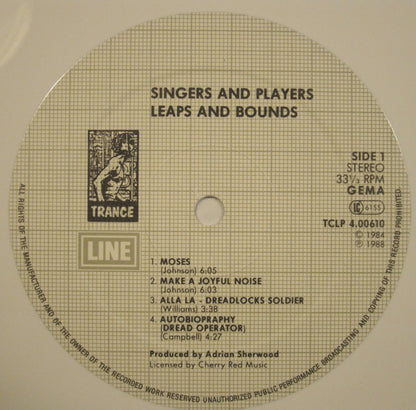 SINGERS AND PLAYERS
LEAPS AND BOUNDS
SIDE 1
STEREO
33⅓ RPM
GEMA
LC 6155
TCLP 4.00610
© 1984
℗ 1988
TRANCE
LINE
1. MOSES
(Johnson) 6:05
2. MAKE A JOYFUL NOISE
(Johnson) 6:03
3. ALLA LA - DREADLOCKS SOLDIER
(Williams) 3:38
4. AUTOBIOPRAPHY
(DREAD OPERATOR)
(Campbell) 4:27
Produced by Adrian Sherwood
Licensed by Cherry Red Music
ALL RIGHTS OF THE MANUFACTURER AND OF THE OWNER OF THE RECORDED WORK RESERVED UNAUTHORIZED PUBLIC PERFORMANCE BROADCASTING AND COPYING OF THIS RECORD PROHIBITED.